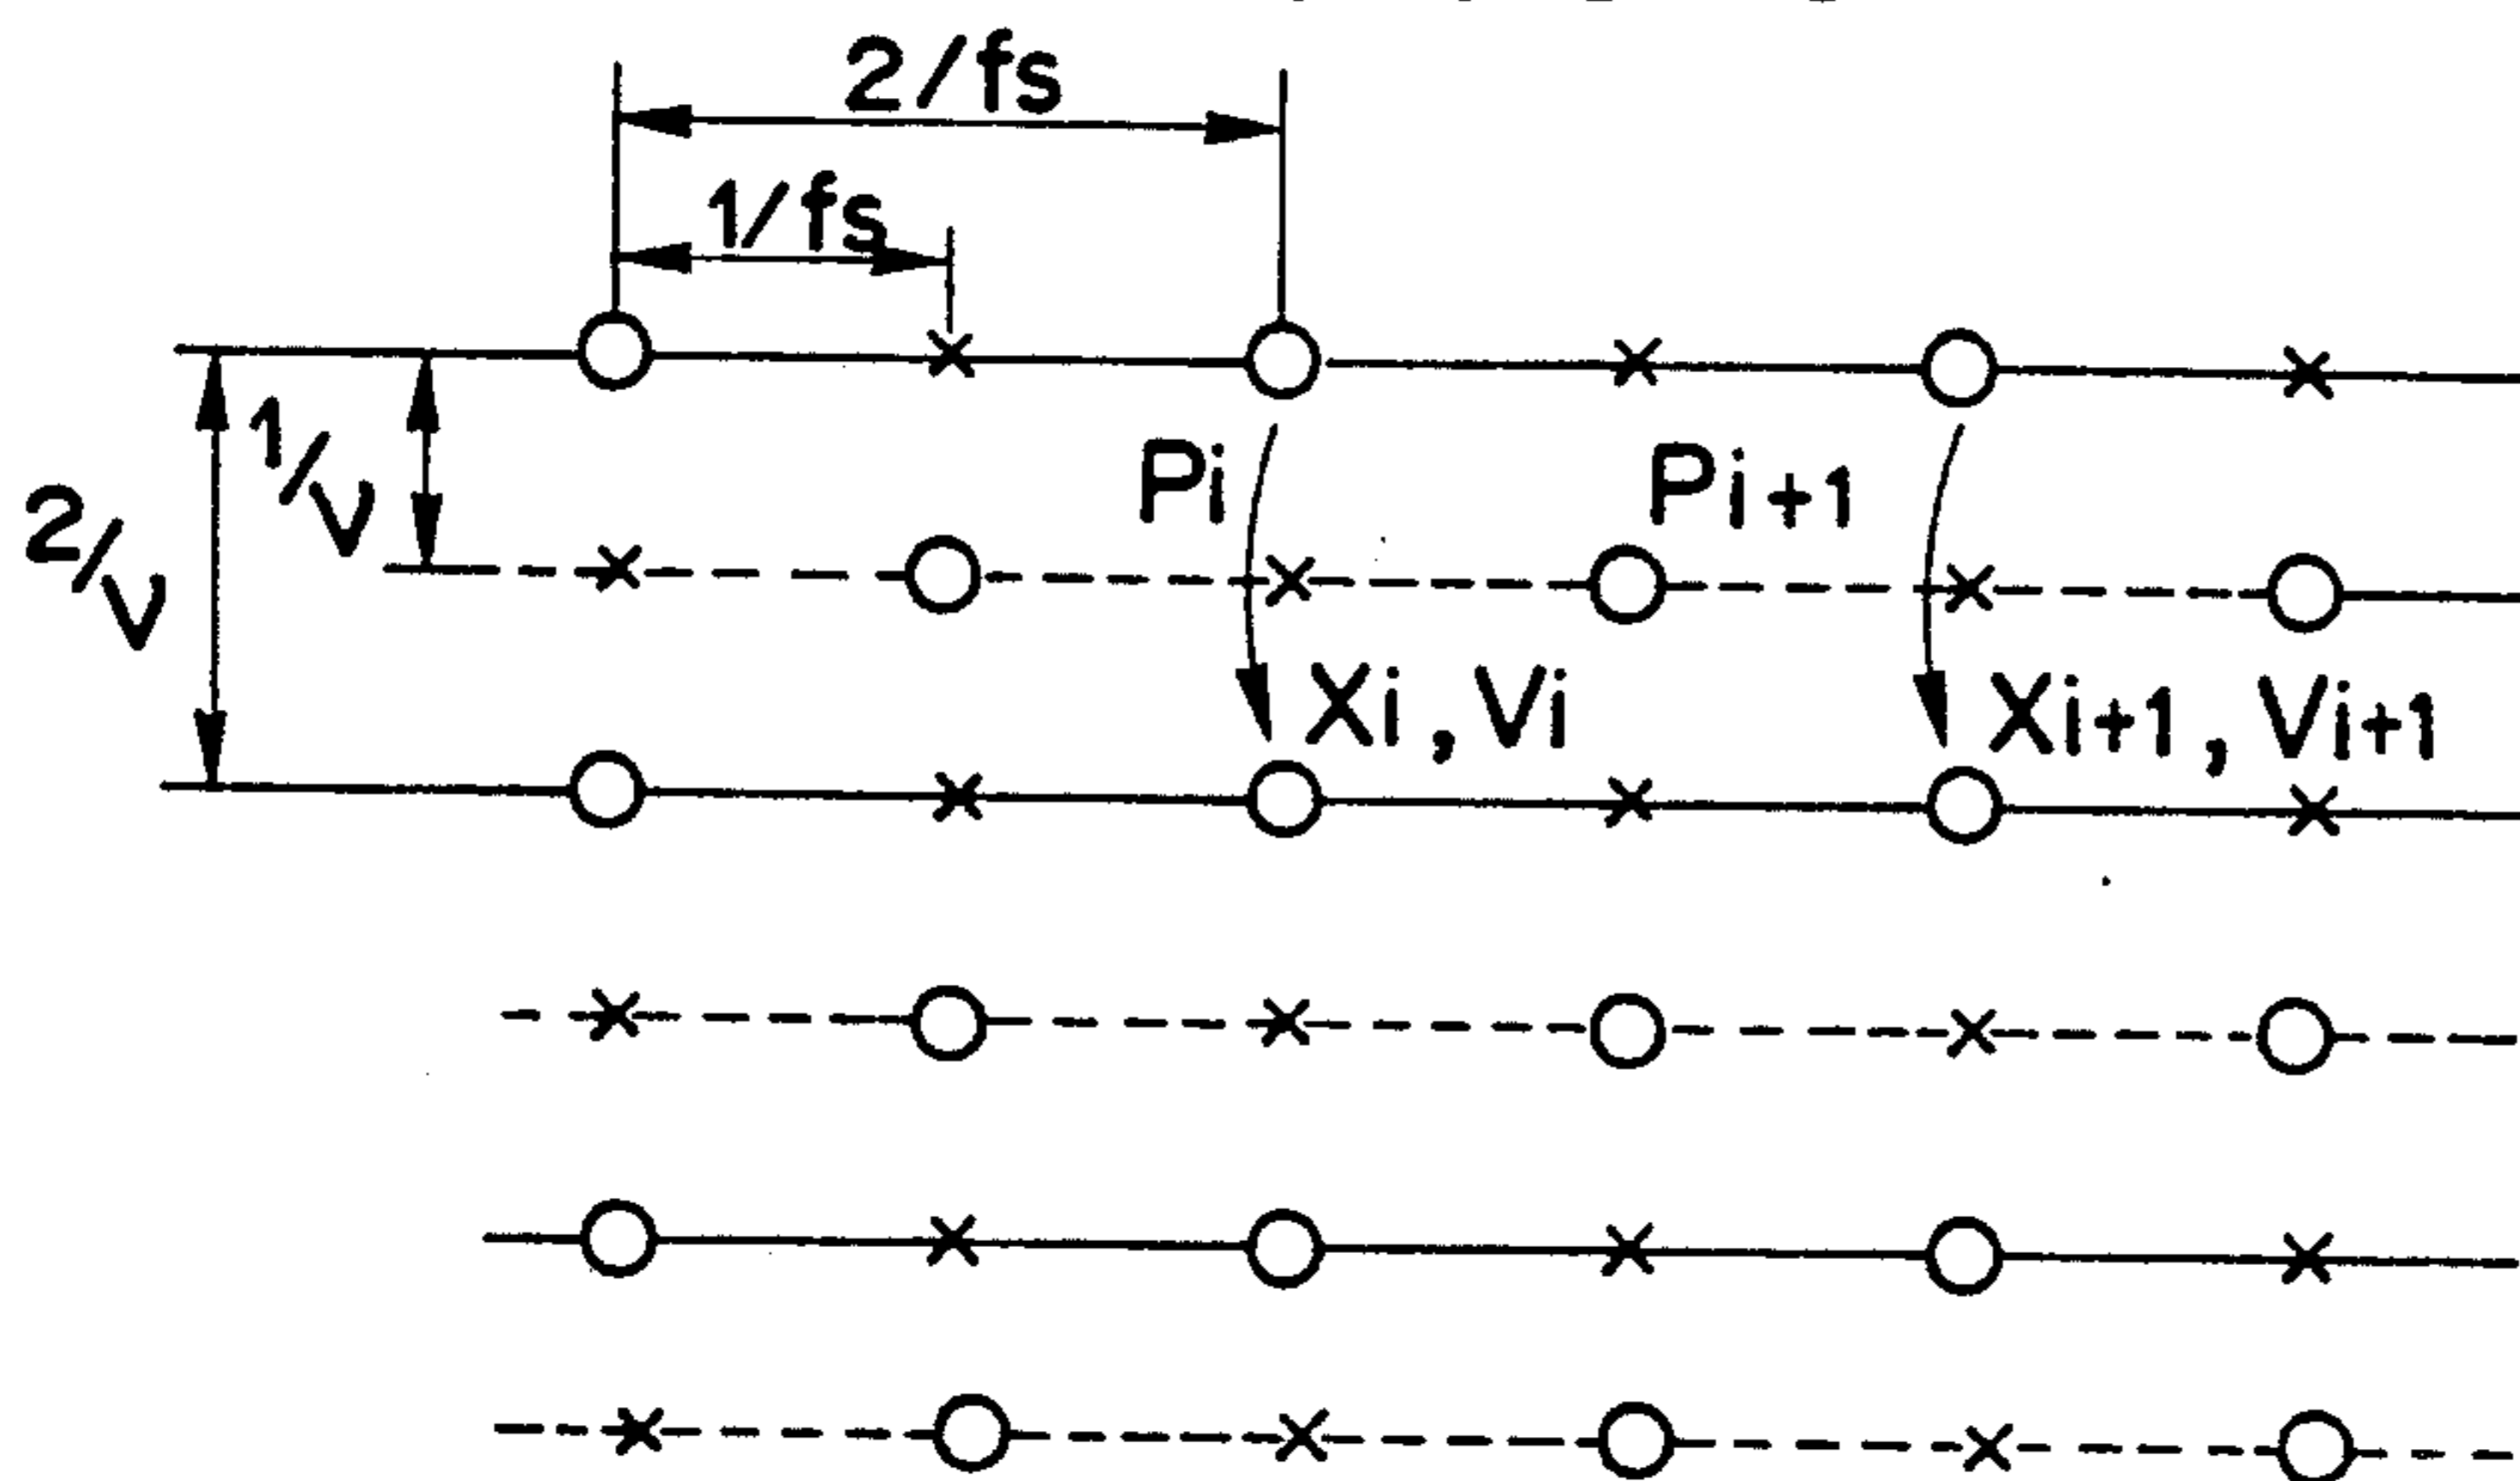 2/fs
1/fs
1/v
2/v
Pi
Pi+1
Xi, Vi
Xi+1, Vi+1